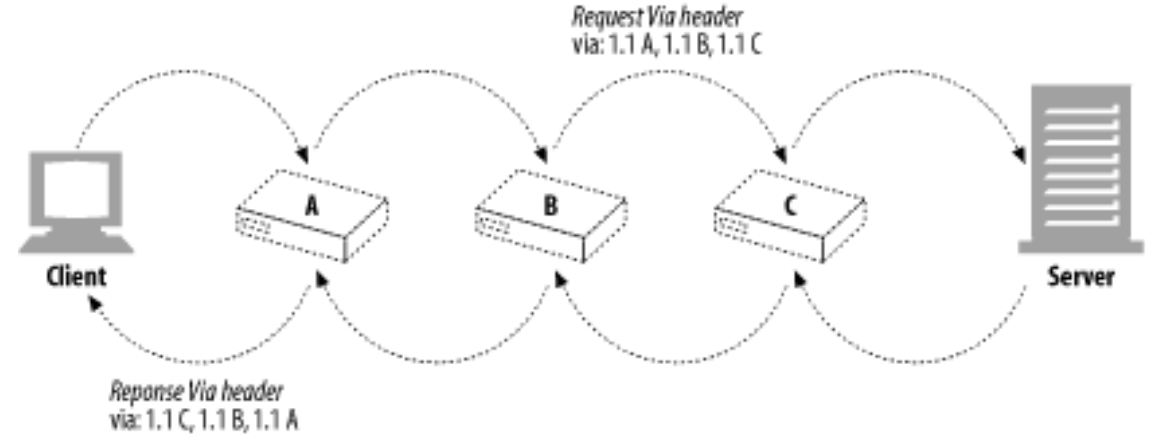 Request Via header
via: 1.1 A, 1.1 B, 1.1 C
A
B
C
Client
Server
Reponse Via header
via: 1.1 C, 1.1 B, 1.1 A